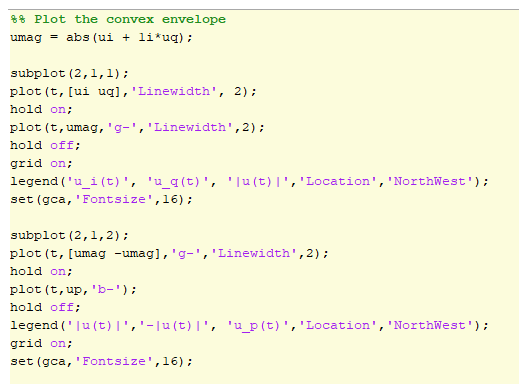 %% Plot the convex envelope
umag = abs(ui + 1i*uq);
subplot(2,1,1);
plot(t,[ui uq],'Linewidth', 2);
hold on;
plot(t,umag,'g-','Linewidth',2);
hold off;
grid on;
legend('u_i(t)', 'u_q(t)', '|u(t)|','Location','NorthWest');
set(gca,'Fontsize',16);
subplot(2,1,2);
plot(t,[umag -umag],'g-','Linewidth',2);
hold on;
plot(t,up,'b-');
hold off;
legend('|u(t)|','-|u(t)|', 'u_p(t)','Location','NorthWest');
grid on;
set(gca,'Fontsize',16);